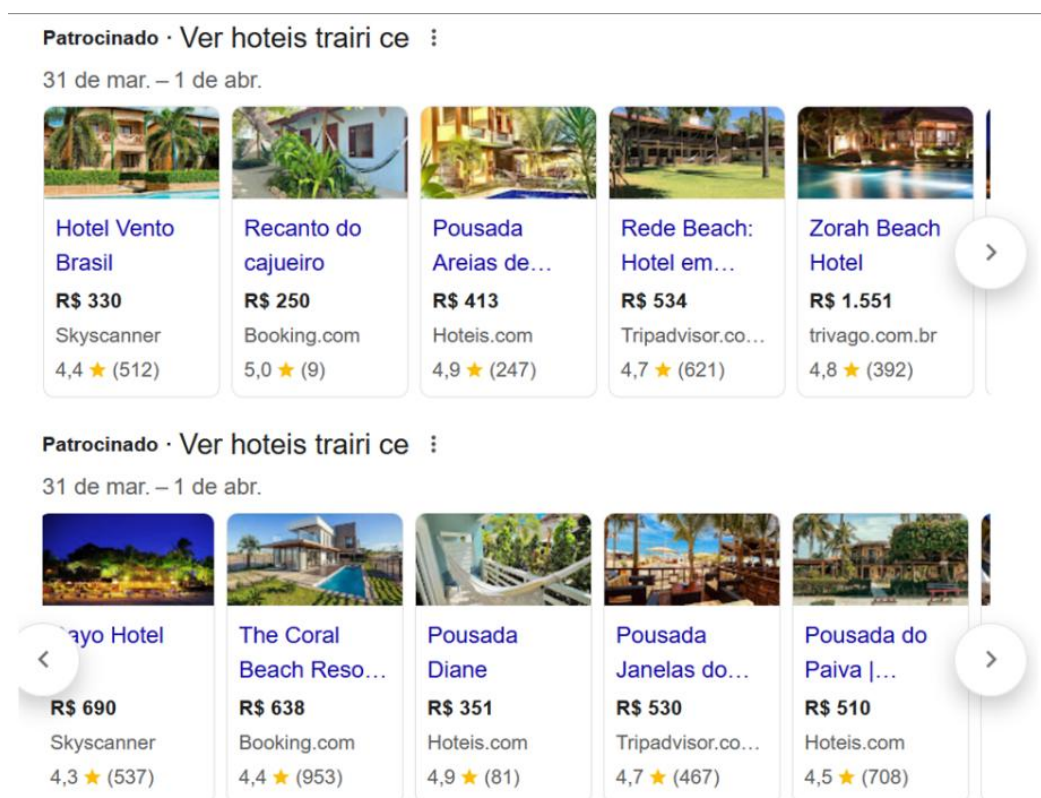 Patrocinado · Ver hoteis trairi ce
31 de mar. – 1 de abr.
Hotel Vento
Brasil
R$ 330
Skyscanner
4,4 ★ (512)
Recanto do
cajueiro
R$ 250
Booking.com
5,0 ★ (9)
Pousada
Areias de…
R$ 413
Hoteis.com
4,9 ★ (247)
Rede Beach:
Hotel em…
R$ 534
Tripadvisor.co…
4,7 ★ (621)
Zorah Beach
Hotel
R$ 1.551
trivago.com.br
4,8 ★ (392)
Patrocinado · Ver hoteis trairi ce
31 de mar. – 1 de abr.
ayo Hotel
R$ 690
Skyscanner
4,3 ★ (537)
The Coral
Beach Reso…
R$ 638
Booking.com
4,4 ★ (953)
Pousada
Diane
R$ 351
Hoteis.com
4,9 ★ (81)
Pousada
Janelas do…
R$ 530
Tripadvisor.co…
4,7 ★ (467)
Pousada do
Paiva |…
R$ 510
Hoteis.com
4,5 ★ (708)